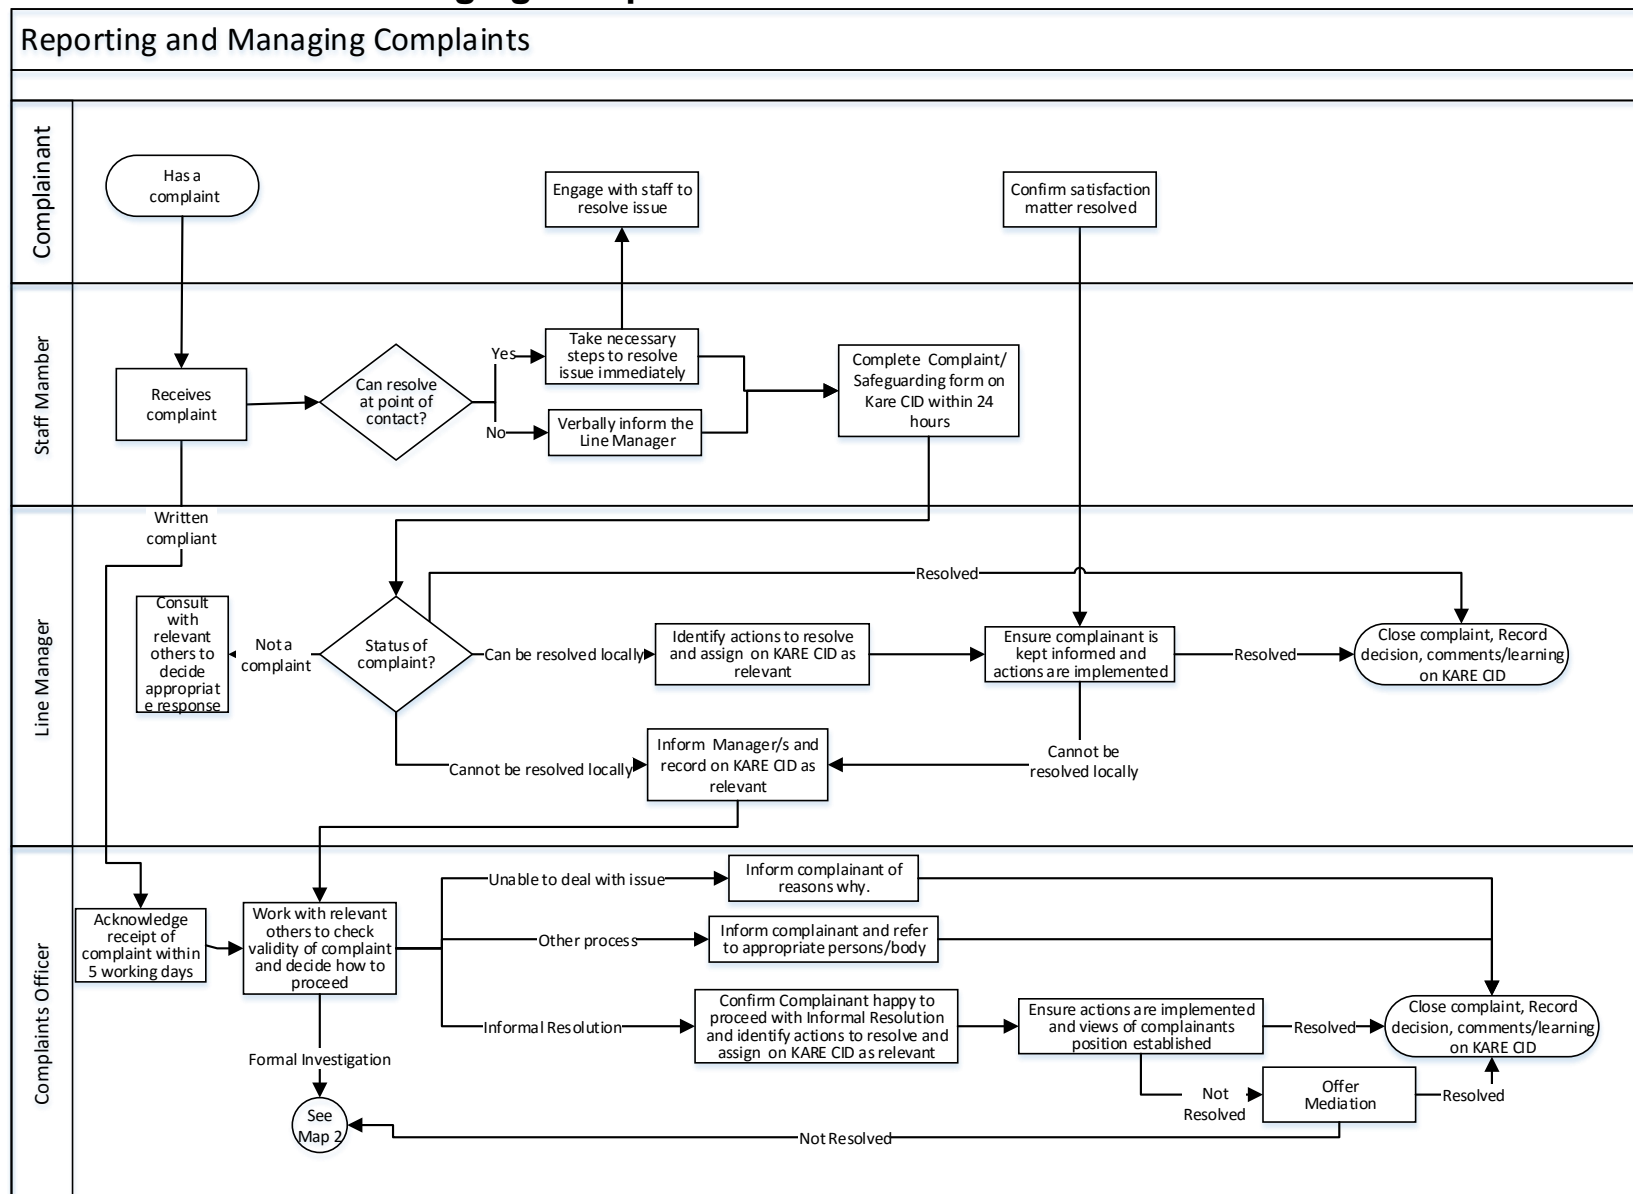 Reporting and Managing Complaints
Complainant
Has a
complaint
Engage with staff to
resolve issue
Confirm satisfaction
matter resolved
Staff Mamber
Receives
complaint
Can resolve
at point of
contact?
Yes
No
Take necessary
steps to resolve
issue immediately
Verbally inform the
Line Manager
Complete Complaint/
Safeguarding form on
Kare CID within 24
hours
Line Manager
Written
compliant
Consult
with
relevant
others to
decide
appropriat
e response
Not a
complaint
Status of
complaint?
Resolved
Can be resolved locally
Identify actions to resolve
and assign on KARE CID as
relevant
Ensure complainant is
kept informed and
actions are implemented
Resolved
Close complaint, Record
decision, comments/learning
on KARE CID
Cannot be resolved locally
Inform Manager/s and
record on KARE CID as
relevant
Cannot be
resolved locally
Complaints Officer
Acknowledge
receipt of
complaint within
5 working days
Work with relevant
others to check
validity of complaint
and decide how to
proceed
Unable to deal with issue
Inform complainant of
reasons why.
Other process
Inform complainant and refer
to appropriate persons/body
Informal Resolution
Confirm Complainant happy to
proceed with Informal Resolution
and identify actions to resolve and
assign on KARE CID as relevant
Ensure actions are implemented
and views of complainants
position established
Resolved
Close complaint, Record
decision, comments/learning
on KARE CID
Formal Investigation
See
Map 2
Not
Resolved
Offer
Mediation
Resolved
Not Resolved